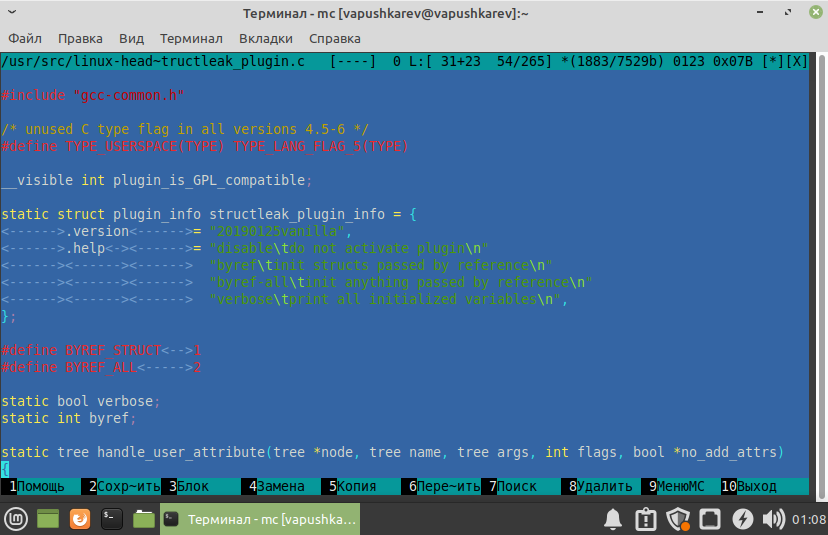 Терминал - mc [vapushkarev@vapushkarev]:~
Файл Правка Вид Терминал Вкладки Справка
/usr/src/linux-head~tructleak_plugin.c [----] 0 L:[ 31+23 54/265] *(1883/7529b) 0123 0x07B [*][X]
#include "gcc-common.h"
/* unused C type flag in all versions 4.5-6 */
#define TYPE_USERSPACE(TYPE) TYPE_LANG_FLAG_5(TYPE)
__visible int plugin_is_GPL_compatible;
static struct plugin_info structleak_plugin_info = {
<------>.version<------>= "20190125vanilla",
<------>.help<-><------>= "disable\tdo not activate plugin\n"
<------><------><------>  "byref\tinit structs passed by reference\n"
<------><------><------>  "byref-all\tinit anything passed by reference\n"
<------><------><------>  "verbose\tprint all initialized variables\n",
};
#define BYREF_STRUCT<-->1
#define BYREF_ALL<----->2
static bool verbose;
static int byref;
static tree handle_user_attribute(tree *node, tree name, tree args, int flags, bool *no_add_attrs)
{
1Помощь 2Сохр~ить 3Блок 4Замена 5Копия 6Пере~ить 7Поиск 8Удалить 9МенюMC 10Выход
Терминал - mc [vapushka... 01:08